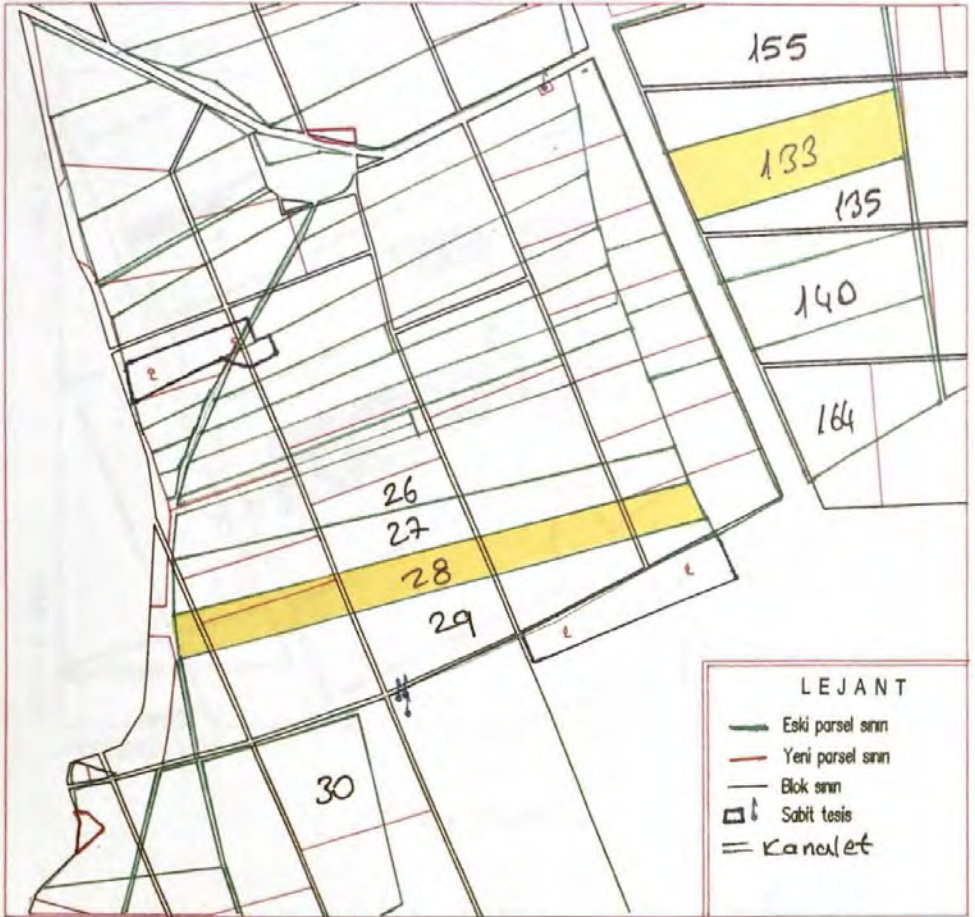 155
133
135
140
164
26
27
28
29
30
LEJANT
Eski parsel sınırı
Yeni parsel sınırı
Blok sınırı
Sabit tesis
Kanalet